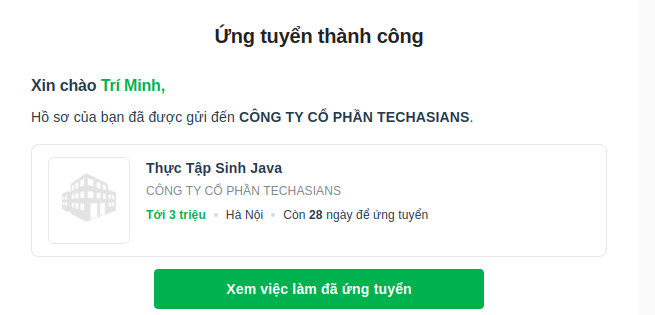 Ứng tuyển thành công
Xin chào Trí Minh,
Hồ sơ của bạn đã được gửi đến CÔNG TY CỔ PHẦN TECHASIANS.
Thực Tập Sinh Java
CÔNG TY CỔ PHẦN TECHASIANS
Tới 3 triệu • Hà Nội • Còn 28 ngày để ứng tuyển
Xem việc làm đã ứng tuyển